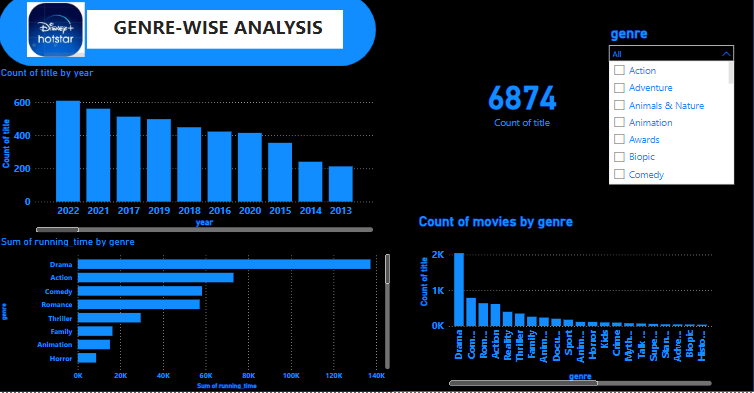 Disney+
hotstar
GENRE-WISE ANALYSIS
Count of title by year
Count of title
600
400
200
0
2022 2021 2017 2019 2018 2016 2020 2015 2014 2013
year
6874
Count of title
genre
All
Action
Adventure
Animals & Nature
Animation
Awards
Biopic
Comedy
Sum of running_time by genre
genre
Drama
Action
Comedy
Romance
Thriller
Family
Animation
Horror
0K 20K 40K 60K 80K 100K 120K 140K
Sum of running_time
Count of movies by genre
Count of title
2K
1K
0K
Drama Com... Rom... Action Reality Thriller Family Anim... Docu... Sport Anim... Horror Kids Crime Myth... Talk ... Supe... Stan... Adve... Biopic Histo...
genre